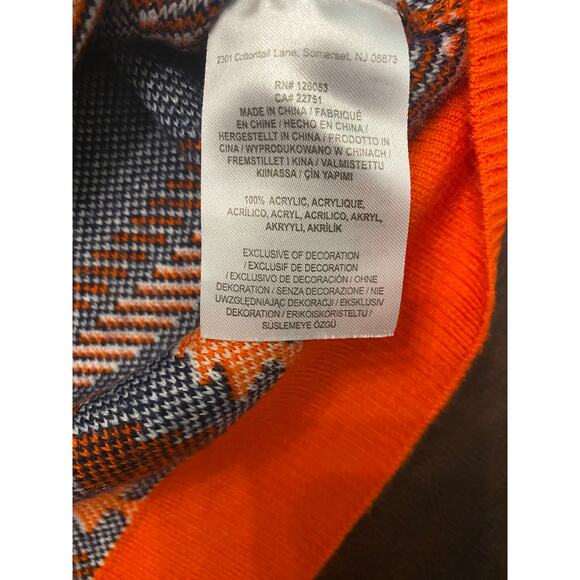 2301 Cottontail Lane, Somerset, NJ 08873
RN# 126053
CA# 22751
MADE IN CHINA / FABRIQUÉ
EN CHINE / HECHO EN CHINA /
HERGESTELLT IN CHINA / PRODOTTO IN
CINA / WYPRODUKOWANO W CHINACH /
FREMSTILLET I KINA / VALMISTETTU
KIINASSA / ÇIN YAPIMI
100% ACRYLIC, ACRYLIQUE,
ACRÍLICO, ACRYL, ACRILICO, AKRYL,
AKRYYLI, AKRİLİK
EXCLUSIVE OF DECORATION
/ EXCLUSIF DE DECORATION
/ EXCLUSIVO DE DECORACIÓN / OHNE
DEKORATION / SENZA DECORAZIONE / NIE
UWZGLĘDNIAJĄC DEKORACJI / EKSKLUSIV
DEKORATION / ERIKOISKORISTELTU /
SÜSLEMEYE ÖZGÜ